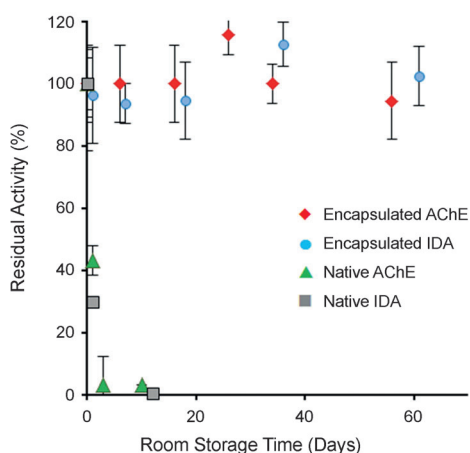 120
100
80
60
40
20
0
Residual Activity (%)
Encapsulated AChE
Encapsulated IDA
Native AChE
Native IDA
0 20 40 60
Room Storage Time (Days)